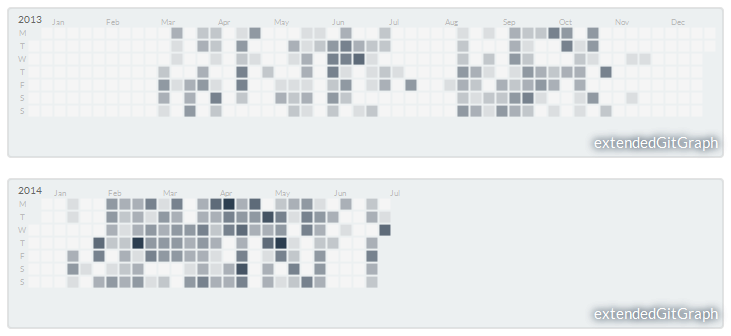 2013
Jan Feb Mar Apr May Jun Jul Aug Sep Oct Nov Dec
M
T
W
T
F
S
S
extendedGitGraph
2014
Jan Feb Mar Apr May Jun Jul
M
T
W
T
F
S
S
extendedGitGraph